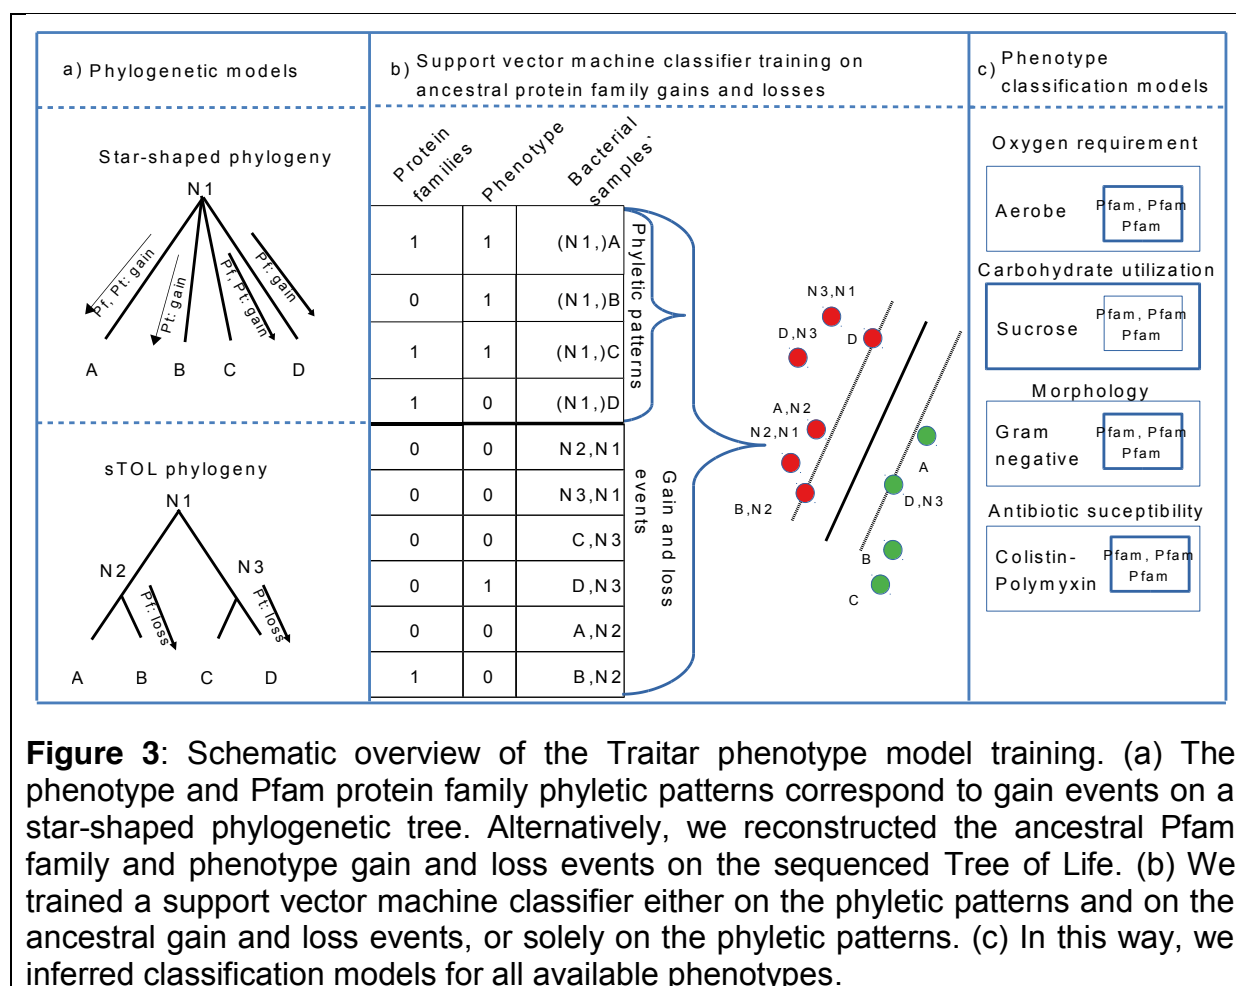 a) Phylogenetic models
Star-shaped phylogeny
N1
Pf, Pt: gain
Pt: gain
Pf, Pt: gain
Pf: gain
A B C D
sTOL phylogeny
N1
N2 N3
Pf: loss
Pt: loss
A B C D
b) Support vector machine classifier training on
ancestral protein family gains and losses
Protein
families
Phenotype
Bacterial
samples,
1 1 (N1,)A
0 1 (N1,)B
1 1 (N1,)C
1 0 (N1,)D
0 0 N2,N1
0 0 N3,N1
0 0 C,N3
0 1 D,N3
0 0 A,N2
1 0 B,N2
Phyletic patterns
Gain and loss
events
N3,N1
D,N3
D
A,N2
N2,N1
B,N2
A
D,N3
B
C
c) Phenotype
classification models
Oxygen requirement
Aerobe
Pfam, Pfam
Pfam
Carbohydrate utilization
Sucrose
Pfam, Pfam
Pfam
Morphology
Gram
negative
Pfam, Pfam
Pfam
Antibiotic suceptibility
Colistin-
Polymyxin
Pfam, Pfam
Pfam
Figure 3: Schematic overview of the Traitar phenotype model training. (a) The
phenotype and Pfam protein family phyletic patterns correspond to gain events on a
star-shaped phylogenetic tree. Alternatively, we reconstructed the ancestral Pfam
family and phenotype gain and loss events on the sequenced Tree of Life. (b) We
trained a support vector machine classifier either on the phyletic patterns and on the
ancestral gain and loss events, or solely on the phyletic patterns. (c) In this way, we
inferred classification models for all available phenotypes.